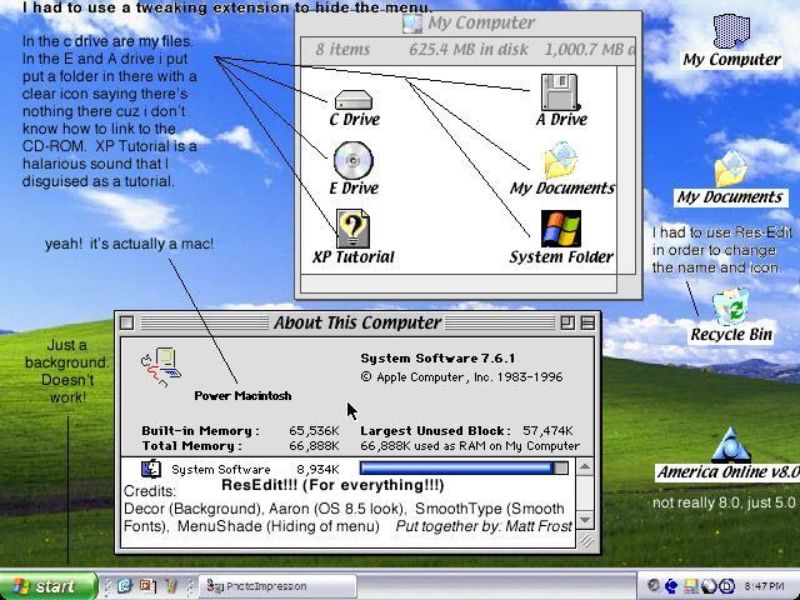 I had to use a tweaking extension to hide the menu.
In the c drive are my files.
In the E and A drive i put
put a folder in there with a
clear icon saying there's
nothing there cuz i don't
know how to link to the
CD-ROM. XP Tutorial is a
halarious sound that I
disguised as a tutorial.
yeah! it's actually a mac!
Just a
background.
Doesn't
work!
My Computer
8 items 625.4 MB in disk 1,000.7 MB a
C Drive
A Drive
E Drive
My Documents
XP Tutorial
System Folder
My Computer
My Documents
I had to use Res-Edit
in order to change
the name and icon.
Recycle Bin
America Online v8.0
not really 8.0, just 5.0
About This Computer
System Software 7.6.1
© Apple Computer, Inc. 1983-1996
Power Macintosh
Built-in Memory: 65,536K Largest Unused Block: 57,474K
Total Memory: 66,888K 66,888K used as RAM on My Computer
System Software 8,934K
ResEdit!!! (For everything!!!)
Credits:
Decor (Background), Aaron (OS 8.5 look), SmoothType (Smooth
Fonts), MenuShade (Hiding of menu) Put together by: Matt Frost
start
PhotoImpression
8:47 PM